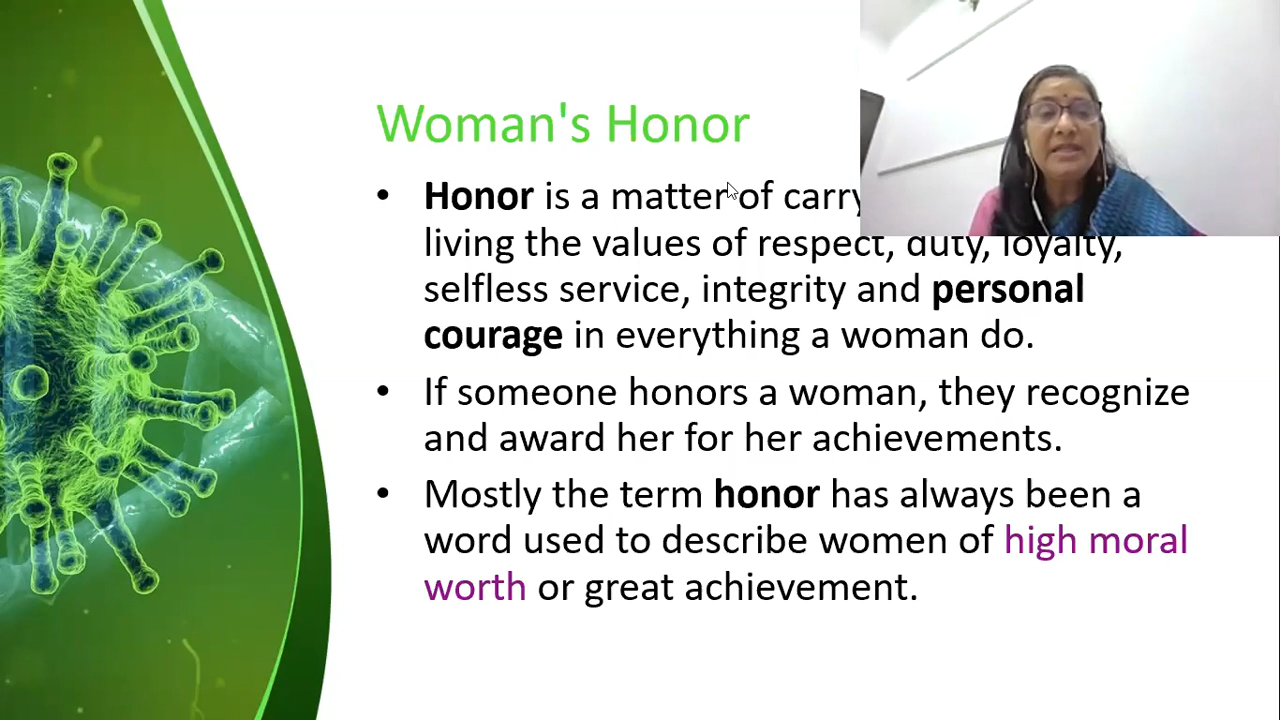 Woman's Honor
• Honor is a matter of carry
living the values of respect, duty, loyalty,
selfless service, integrity and personal
courage in everything a woman do.
• If someone honors a woman, they recognize
and award her for her achievements.
• Mostly the term honor has always been a
word used to describe women of high moral
worth or great achievement.